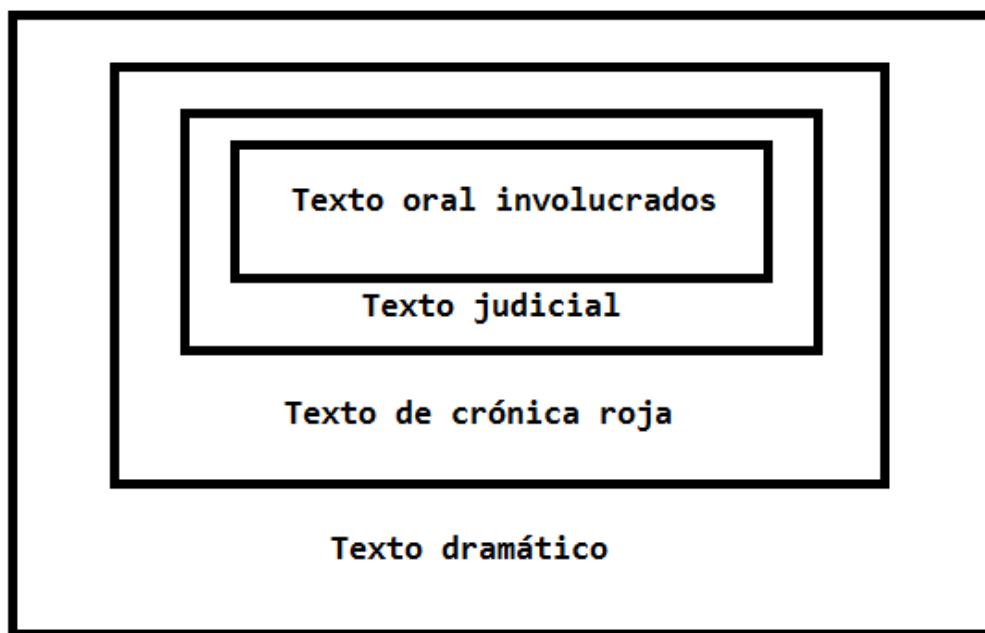 Texto oral involucrados
Texto judicial
Texto de crónica roja
Texto dramático